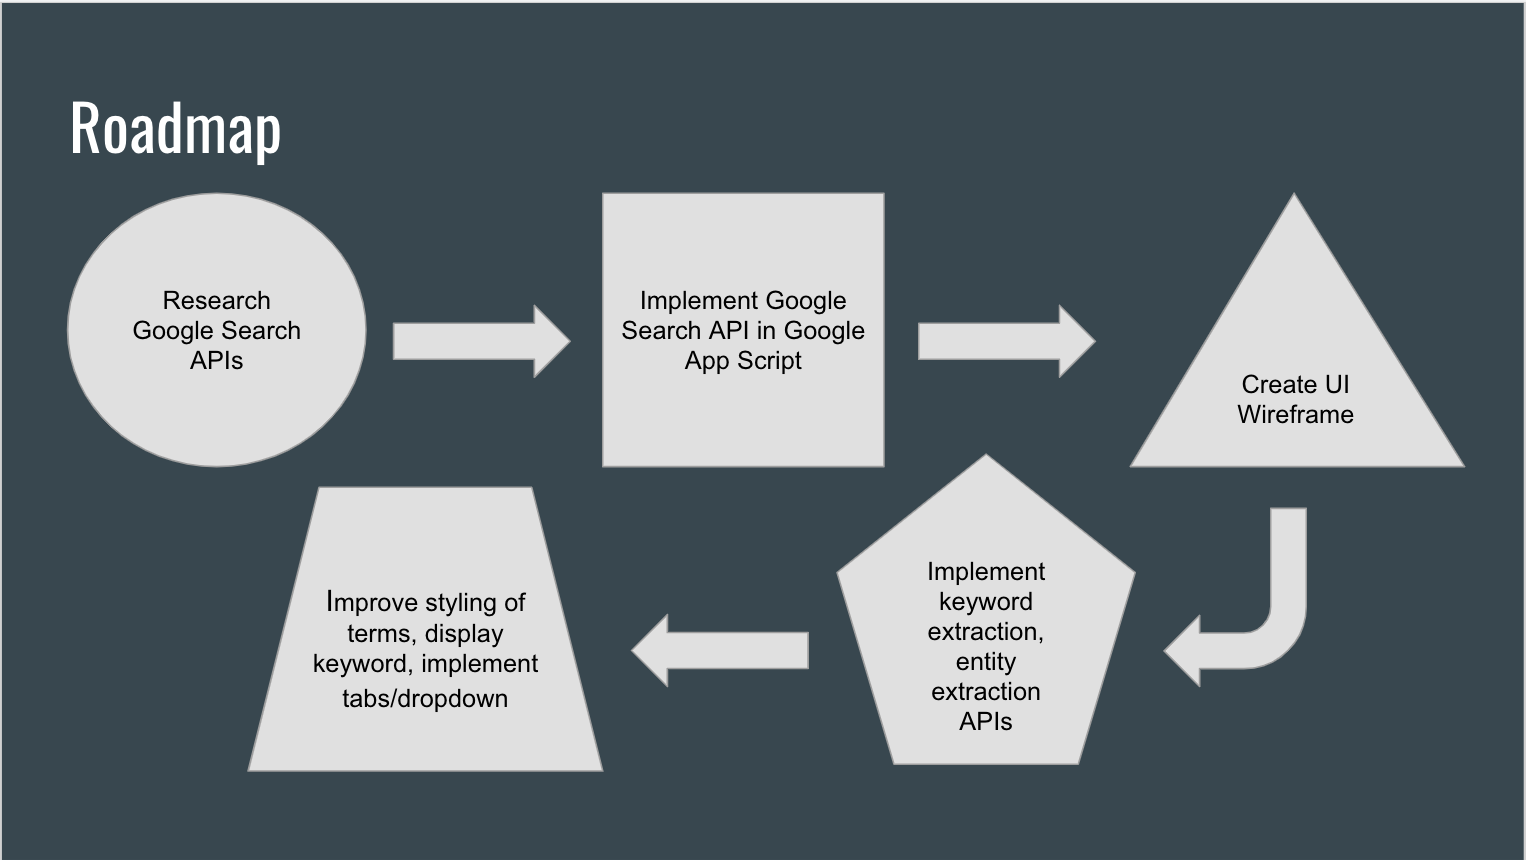 Roadmap
Research
Google Search
APIs
Implement Google
Search API in Google
App Script
Create UI
Wireframe
Implement
keyword
extraction,
entity
extraction
APIs
Improve styling of
terms, display
keyword, implement
tabs/dropdown